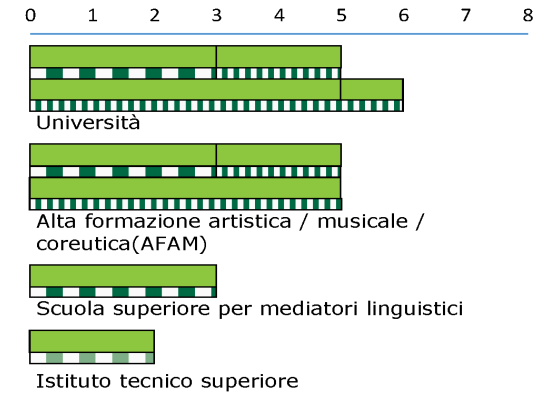 0 1 2 3 4 5 6 7 8
Università
Alta formazione artistica / musicale /
coreutica(AFAM)
Scuola superiore per mediatori linguistici
Istituto tecnico superiore